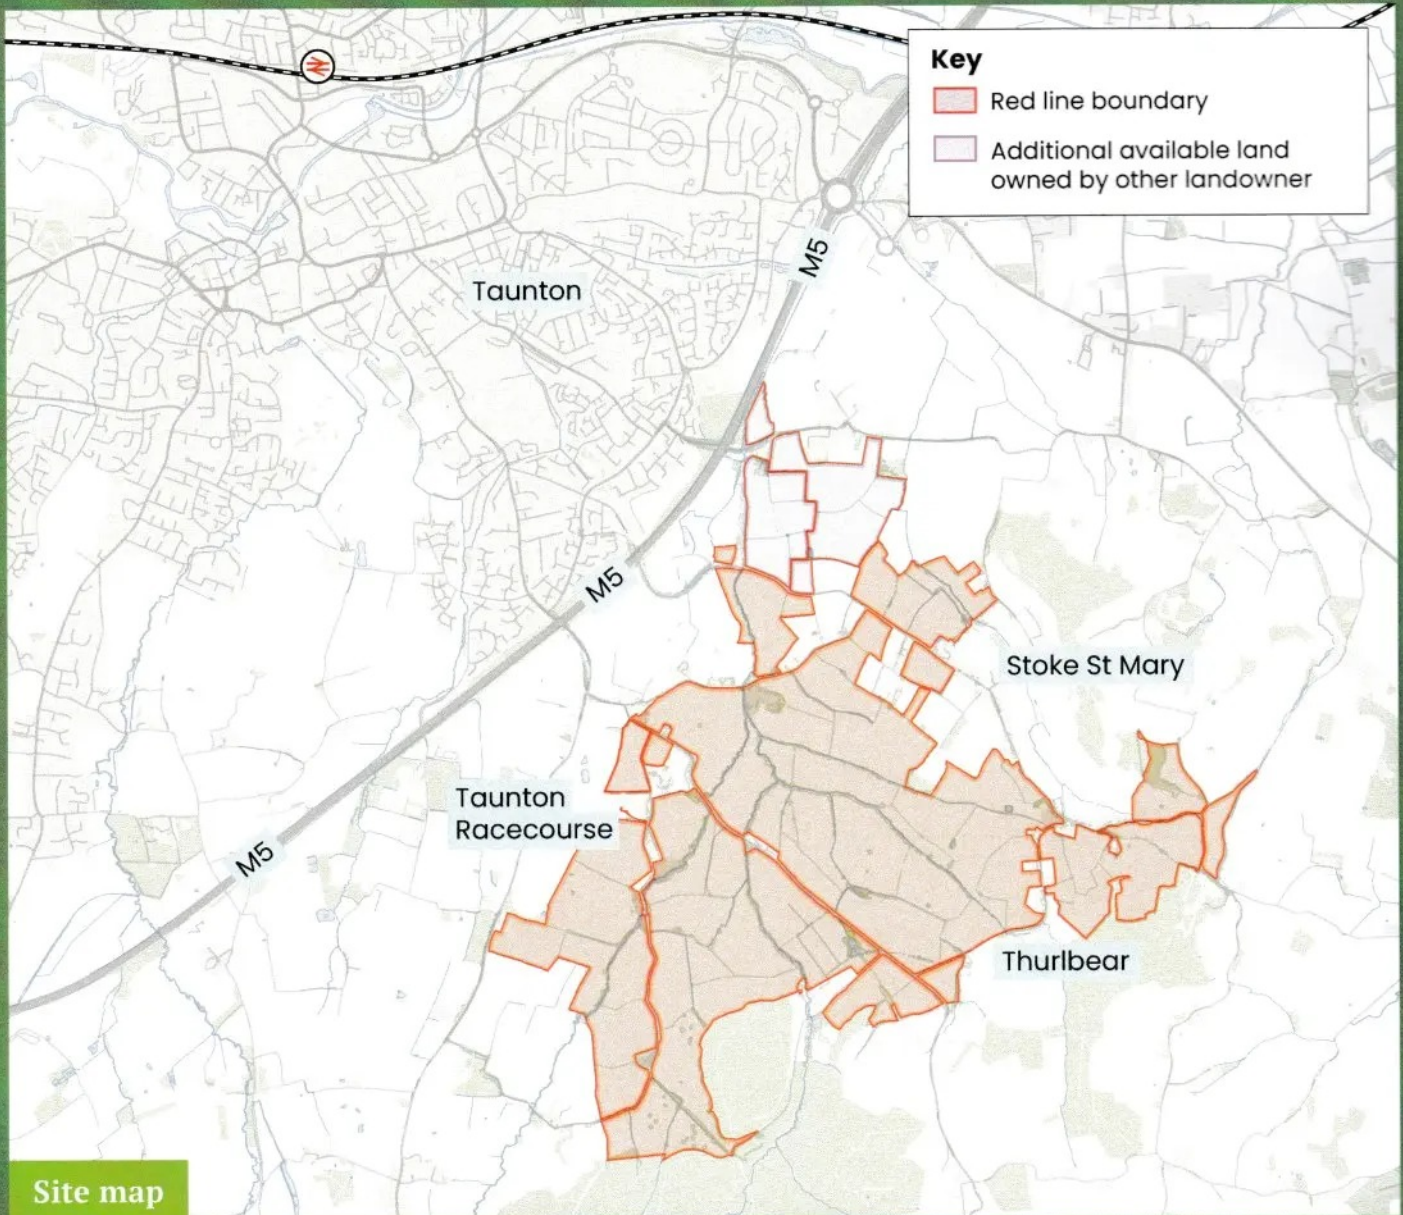 Key
Red line boundary
Additional available land
owned by other landowner
M5
Taunton
M5
Stoke St Mary
Taunton
Racecourse
M5
Thurlbear
Site map